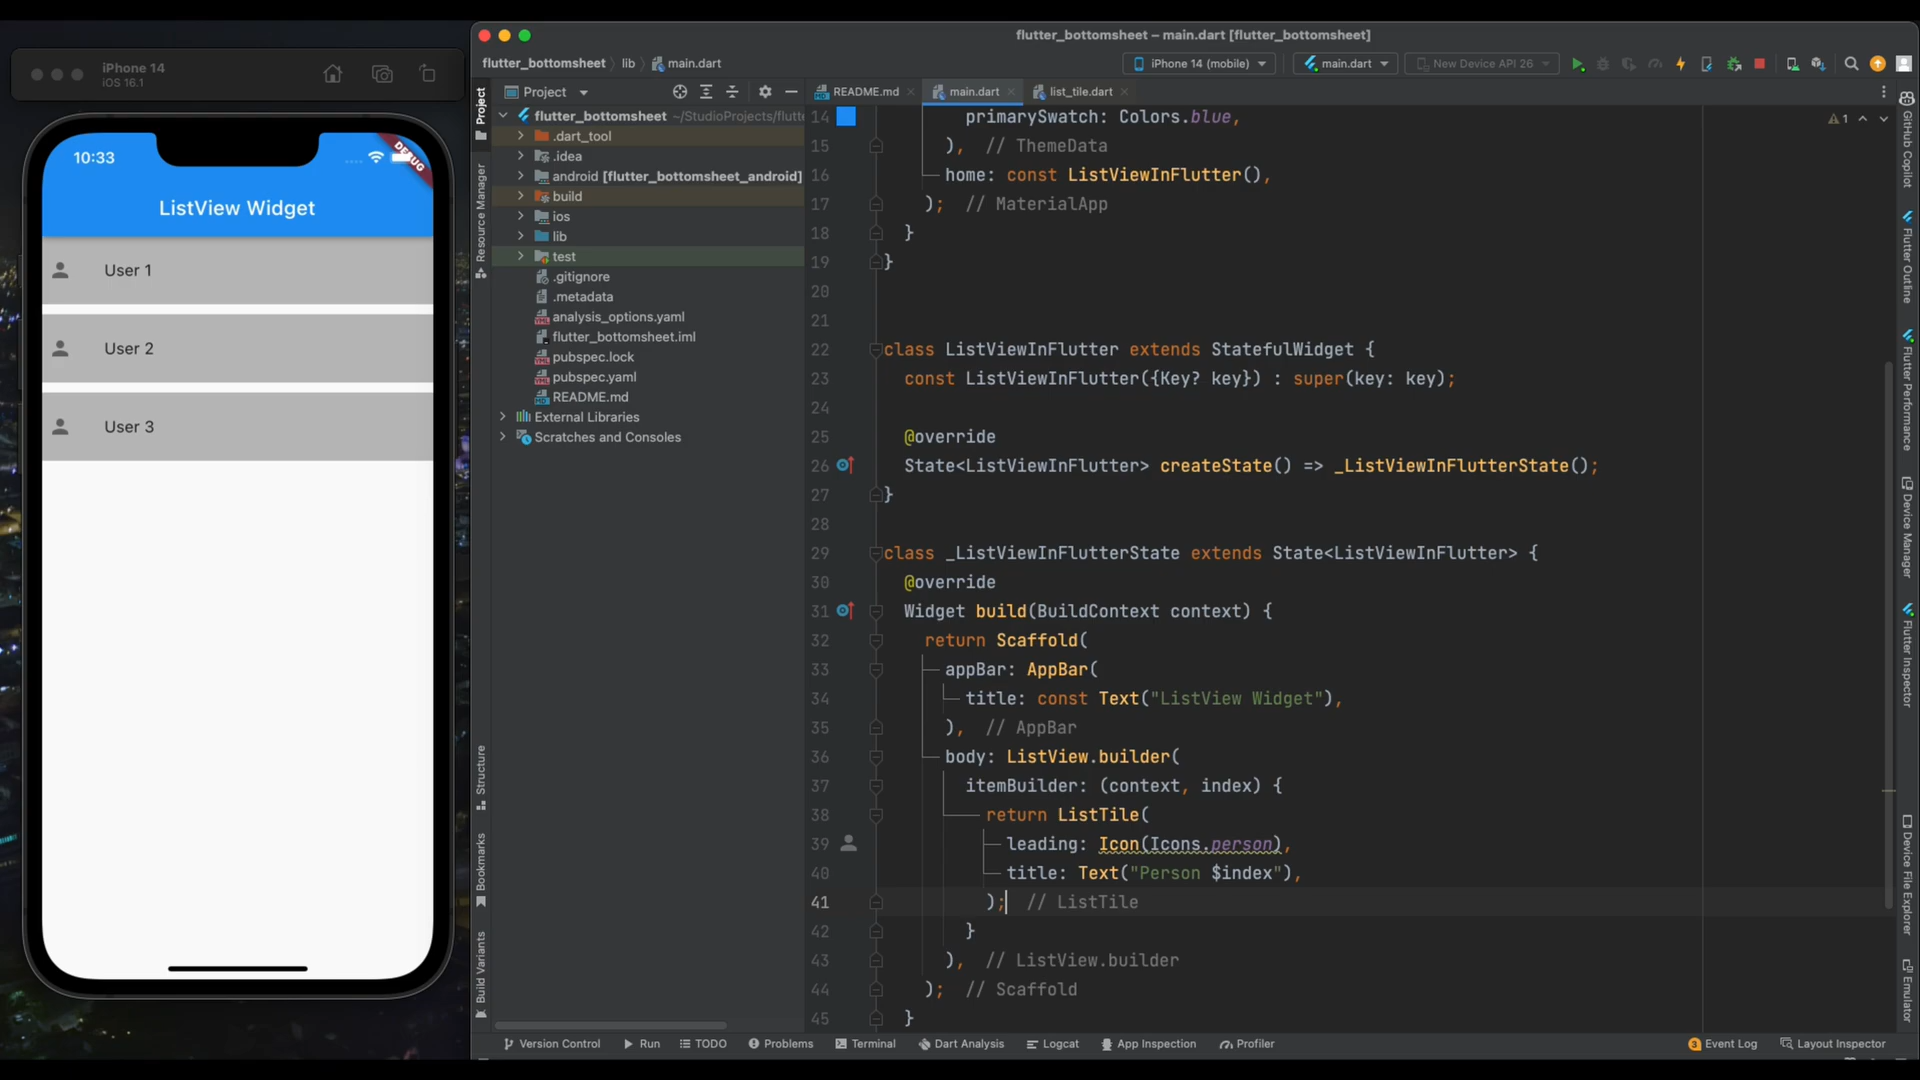 iPhone 14
iOS 16.1
10:33
DEBUG
ListView Widget
User 1
User 2
User 3
flutter_bottomsheet – main.dart [flutter_bottomsheet]
flutter_bottomsheet
lib
main.dart
iPhone 14 (mobile)
main.dart
New Device API 26
Project
README.md
main.dart
list_tile.dart
Project
Resource Manager
Structure
Bookmarks
Build Variants
flutter_bottomsheet ~/StudioProjects/flutte
.dart_tool
.idea
android [flutter_bottomsheet_android]
build
ios
lib
test
.gitignore
.metadata
analysis_options.yaml
flutter_bottomsheet.iml
pubspec.lock
pubspec.yaml
README.md
External Libraries
Scratches and Consoles
1
14 primarySwatch: Colors.blue,
15 ), // ThemeData
16 home: const ListViewInFlutter(),
17 ); // MaterialApp
18 }
19 }
20
21
22 class ListViewInFlutter extends StatefulWidget {
23 const ListViewInFlutter({Key? key}) : super(key: key);
24
25 @override
26 State<ListViewInFlutter> createState() => _ListViewInFlutterState();
27 }
28
29 class _ListViewInFlutterState extends State<ListViewInFlutter> {
30 @override
31 Widget build(BuildContext context) {
32 return Scaffold(
33 appBar: AppBar(
34 title: const Text("ListView Widget"),
35 ), // AppBar
36 body: ListView.builder(
37 itemBuilder: (context, index) {
38 return ListTile(
39 leading: Icon(Icons.person),
40 title: Text("Person $index"),
41 ); // ListTile
42 }
43 ), // ListView.builder
44 ); // Scaffold
45 }
GitHub Copilot
Flutter Outline
Flutter Performance
Device Manager
Flutter Inspector
Device File Explorer
Emulator
Version Control
Run
TODO
Problems
Terminal
Dart Analysis
Logcat
App Inspection
Profiler
3 Event Log
Layout Inspector